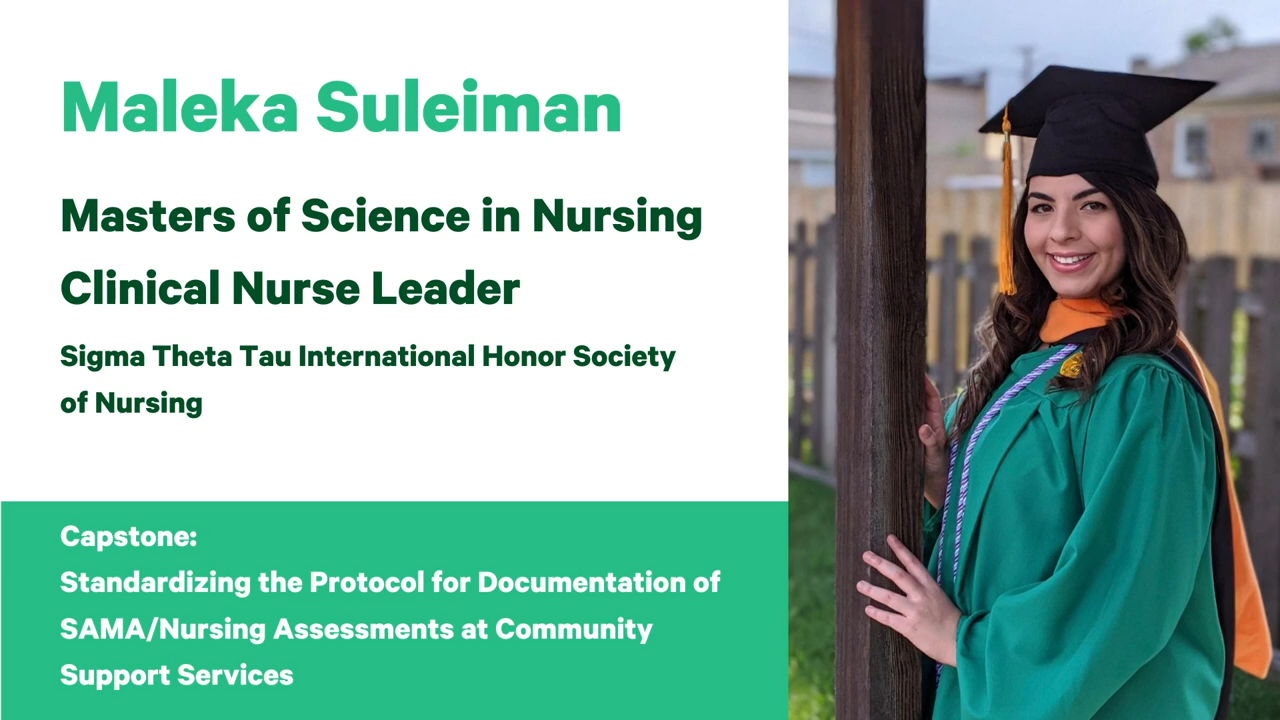 Maleka Suleiman
Masters of Science in Nursing
Clinical Nurse Leader
Sigma Theta Tau International Honor Society
of Nursing
Capstone:
Standardizing the Protocol for Documentation of
SAMA/Nursing Assessments at Community
Support Services